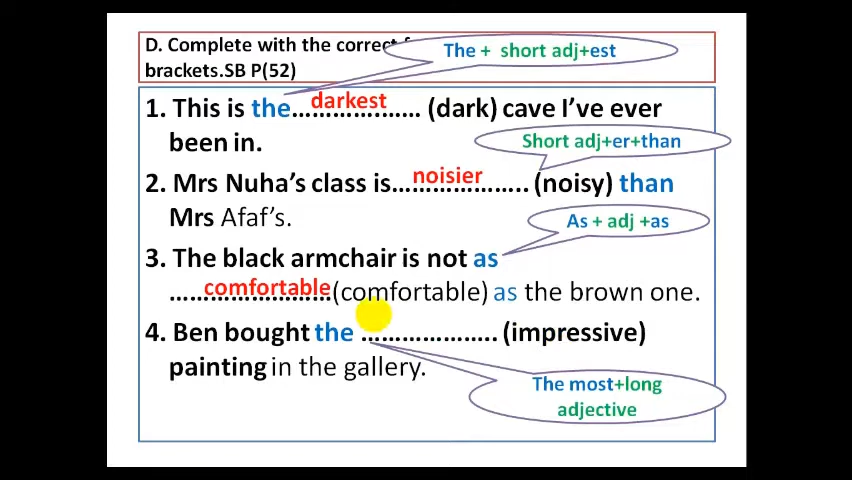 D. Complete with the correct
The + short adj+est
brackets.SB P(52)
1. This is the…darkest………… (dark) cave I've ever
been in.
Short adj+er+than
2. Mrs Nuha's class is…noisier……….. (noisy) than
Mrs Afaf's.
As + adj +as
3. The black armchair is not as
……comfortable(comfortable) as the brown one.
4. Ben bought the ………………….. (impressive)
painting in the gallery.
The most+long
adjective